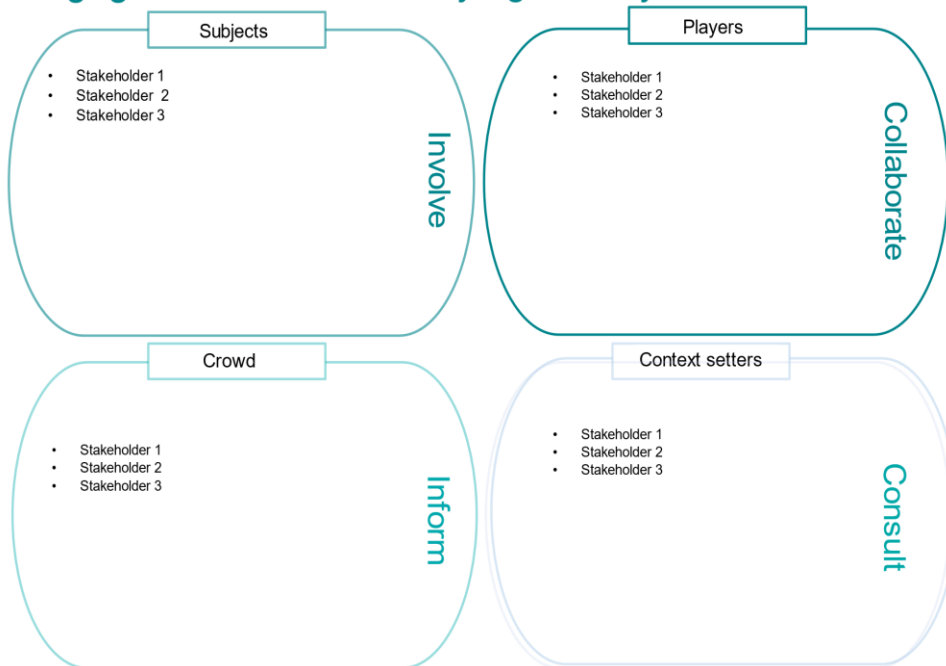 Subjects
• Stakeholder 1
• Stakeholder 2
• Stakeholder 3
Involve
Players
• Stakeholder 1
• Stakeholder 2
• Stakeholder 3
Collaborate
Crowd
• Stakeholder 1
• Stakeholder 2
• Stakeholder 3
Inform
Context setters
• Stakeholder 1
• Stakeholder 2
• Stakeholder 3
Consult